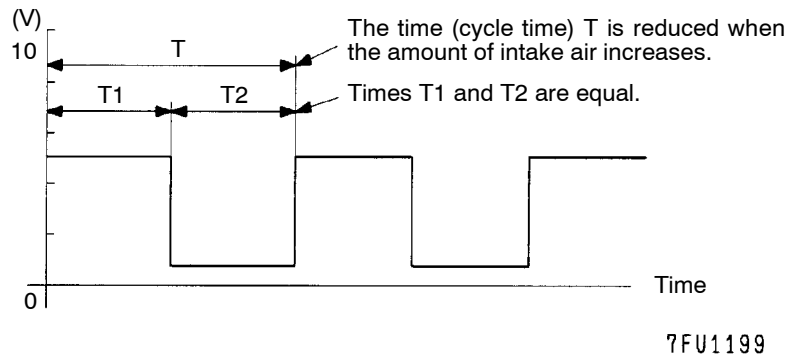 (V)
10
T
The time (cycle time) T is reduced when
the amount of intake air increases.
T1
T2
Times T1 and T2 are equal.
Time
0
7FU1199